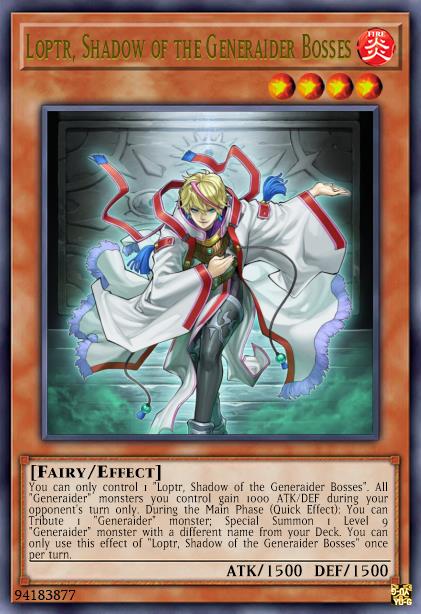 Loptr, Shadow of the Generaider Bosses
FIRE
炎
[Fairy/Effect]
You can only control 1 "Loptr, Shadow of the Generaider Bosses". All
"Generaider" monsters you control gain 1000 ATK/DEF during your
opponent's turn only. During the Main Phase (Quick Effect): You can
Tribute 1 "Generaider" monster; Special Summon 1 Level 9
"Generaider" monster with a different name from your Deck. You can
only use this effect of "Loptr, Shadow of the Generaider Bosses" once
per turn.
ATK/1500 DEF/1500
94183877